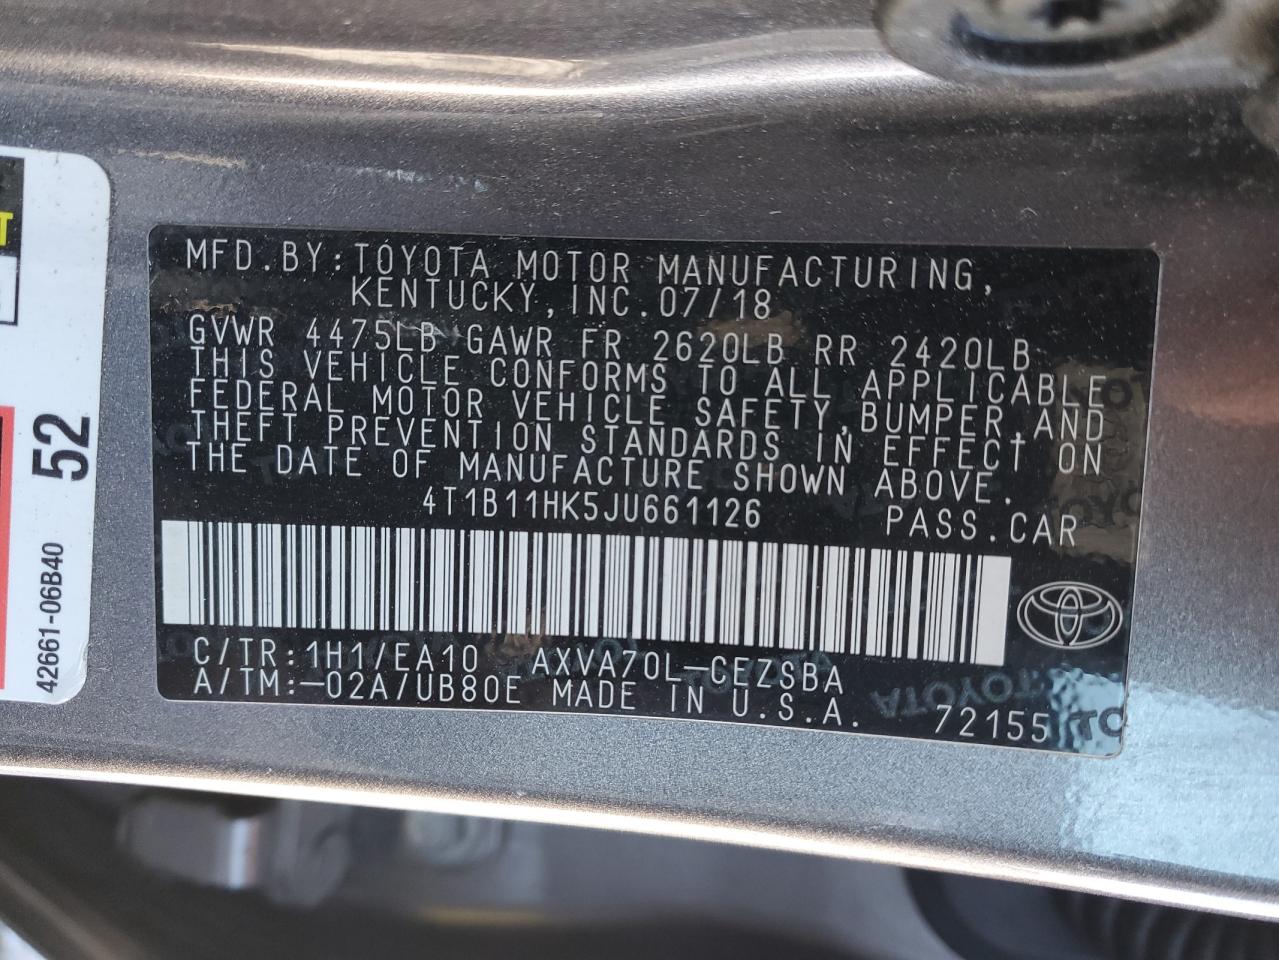 MFD.BY:TOYOTA MOTOR MANUFACTURING,
KENTUCKY,INC.07/18
GVWR 4475LB GAWR FR 2620LB RR 2420LB
THIS VEHICLE CONFORMS TO ALL APPLICABLE
FEDERAL MOTOR VEHICLE SAFETY,BUMPER,AND
THEFT PREVENTION STANDARDS IN EFFECT ON
THE DATE OF MANUFACTURE SHOWN ABOVE.
4T1B11HK5JU661126 PASS.CAR
C/TR:1H1/EA10 AXVA70L-CEZSBA
A/TM:-02A/UB80E MADE IN U.S.A. 72155
52
42661-06B40